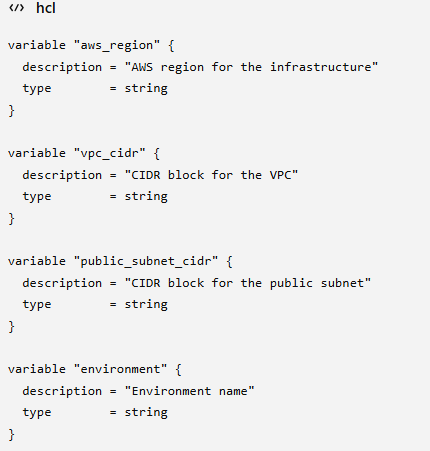 </> hcl
variable "aws_region" {
  description = "AWS region for the infrastructure"
  type        = string
}
variable "vpc_cidr" {
  description = "CIDR block for the VPC"
  type        = string
}
variable "public_subnet_cidr" {
  description = "CIDR block for the public subnet"
  type        = string
}
variable "environment" {
  description = "Environment name"
  type        = string
}